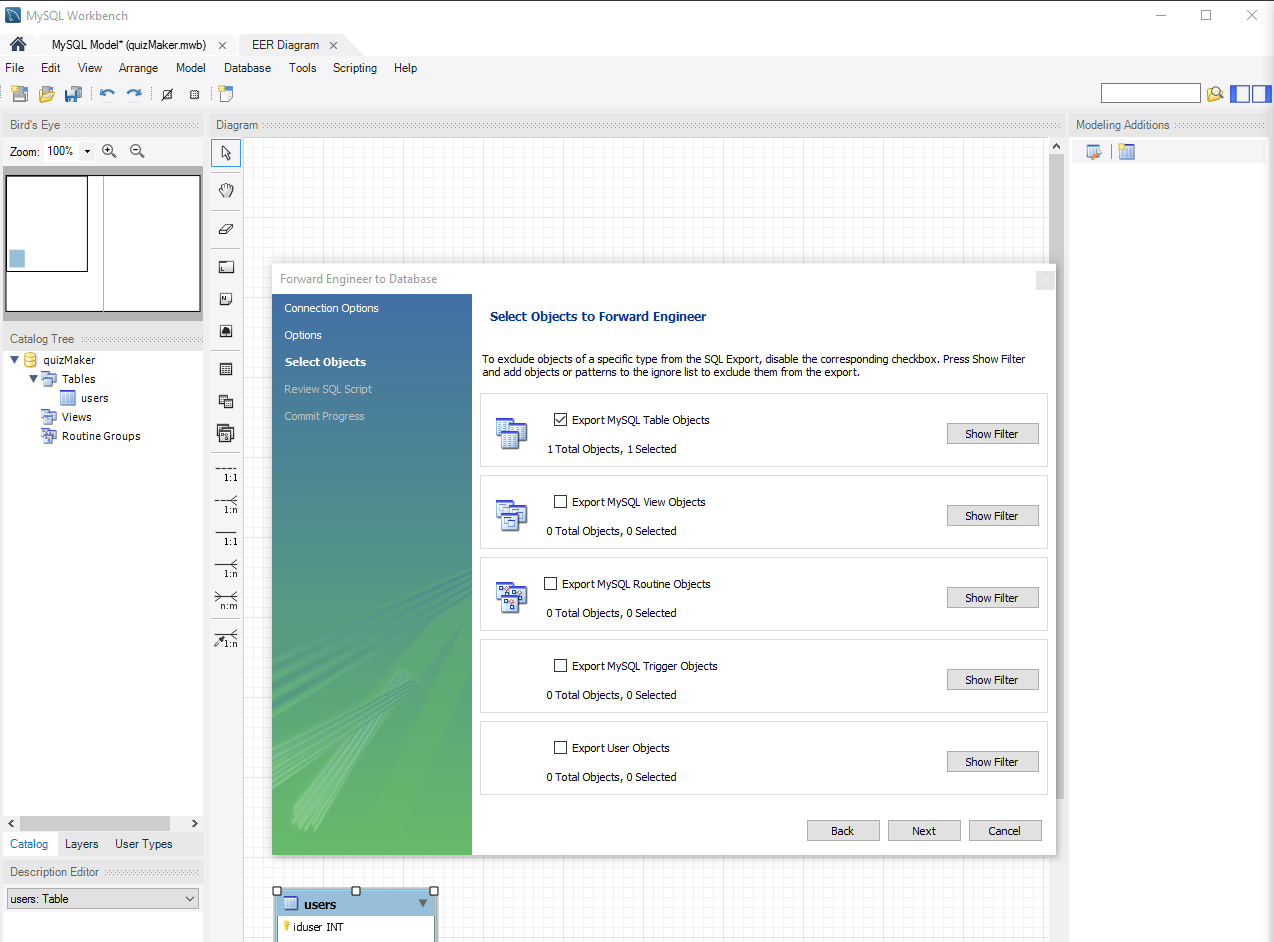 MySQL Workbench
MySQL Model* (quizMaker.mwb)
EER Diagram
File Edit View Arrange Model Database Tools Scripting Help
Bird's Eye
Zoom: 100%
Catalog Tree
quizMaker
Tables
users
Views
Routine Groups
Catalog Layers User Types
Description Editor
users: Table
Diagram
1:1
1:n
1:1
1:n
n:m
1:n
Forward Engineer to Database
Connection Options
Options
Select Objects
Review SQL Script
Commit Progress
Select Objects to Forward Engineer
To exclude objects of a specific type from the SQL Export, disable the corresponding checkbox. Press Show Filter
and add objects or patterns to the ignore list to exclude them from the export.
Export MySQL Table Objects
1 Total Objects, 1 Selected
Show Filter
Export MySQL View Objects
0 Total Objects, 0 Selected
Show Filter
Export MySQL Routine Objects
0 Total Objects, 0 Selected
Show Filter
Export MySQL Trigger Objects
0 Total Objects, 0 Selected
Show Filter
Export User Objects
0 Total Objects, 0 Selected
Show Filter
Back Next Cancel
users
iduser INT
Modeling Additions